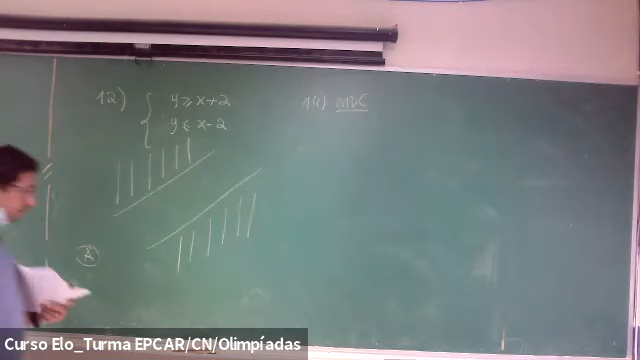 12) y ≥ x+2
y ≤ x-2
A
14) MDC
Curso Elo_Turma EPCAR/CN/Olimpíadas